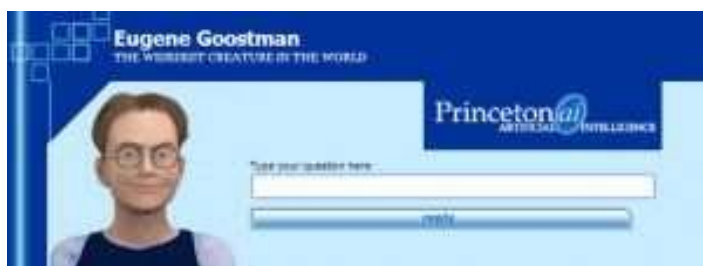 Eugene Goostman
THE WEIRDEST CREATURE IN THE WORLD
Princeton ai
ARTIFICIAL INTELLIGENCE
Type your question here:
reply